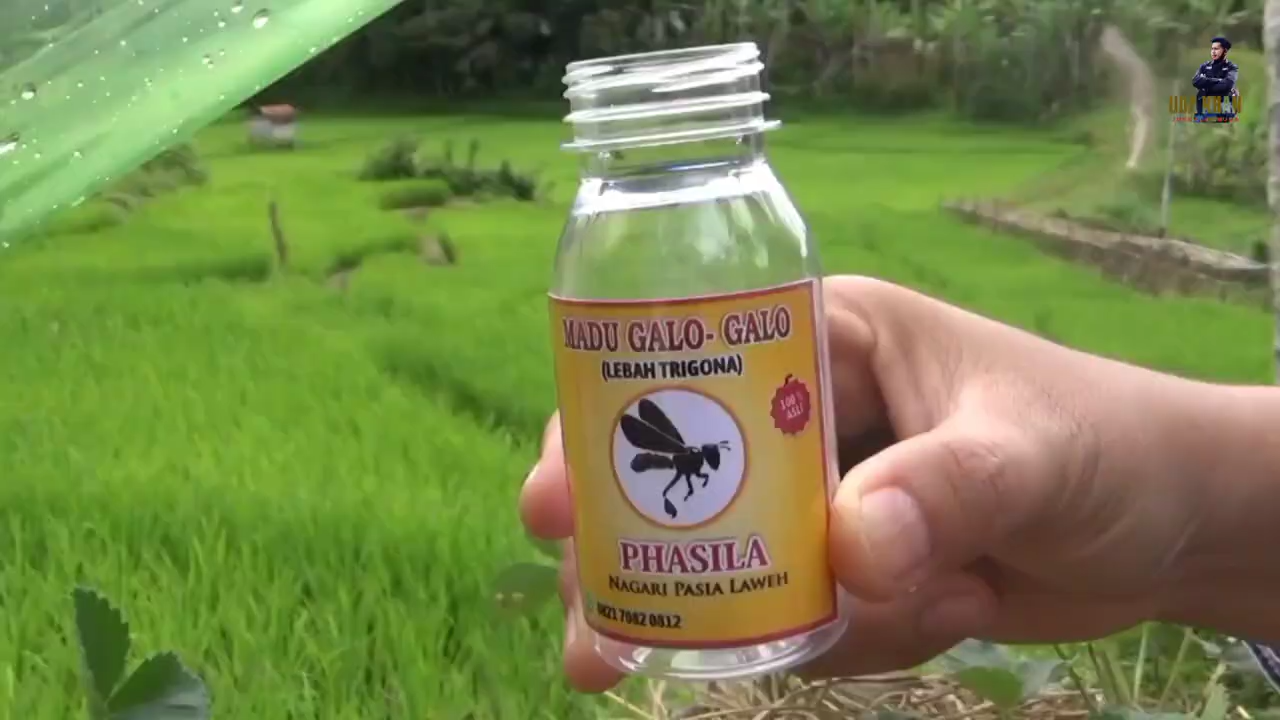 MADU GALO- GALO
(LEBAH TRIGONA)
100%
ASLI
PHASILA
NAGARI PASIA LAWEH
0821 7082 0812